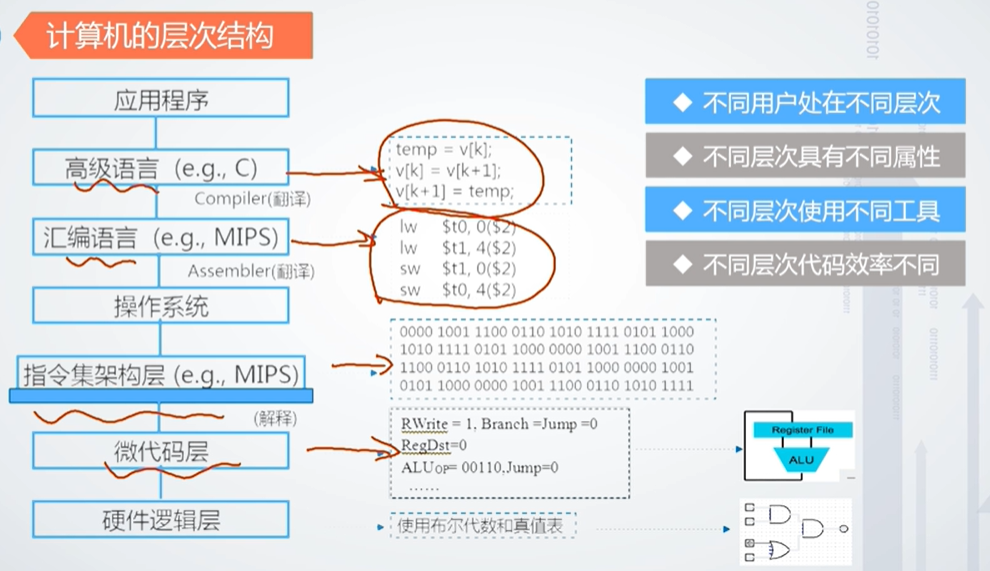 计算机的层次结构
应用程序
高级语言 (e.g., C)
Compiler(翻译)
汇编语言 (e.g., MIPS)
Assembler(翻译)
操作系统
指令集架构层 (e.g., MIPS)
(解释)
微代码层
硬件逻辑层
temp = v[k];
v[k] = v[k+1];
v[k+1] = temp;
lw $t0, 0($2)
lw $t1, 4($2)
sw $t1, 0($2)
sw $t0, 4($2)
0000 1001 1100 0110 1010 1111 0101 1000
1010 1111 0101 1000 0000 1001 1100 0110
1100 0110 1010 1111 0101 1000 0000 1001
0101 1000 0000 1001 1100 0110 1010 1111
RWrite = 1, Branch =Jump =0
RegDst=0
ALUOP= 00110,Jump=0
……
使用布尔代数和真值表
Register File
ALU
◆ 不同用户处在不同层次
◆ 不同层次具有不同属性
◆ 不同层次使用不同工具
◆ 不同层次代码效率不同